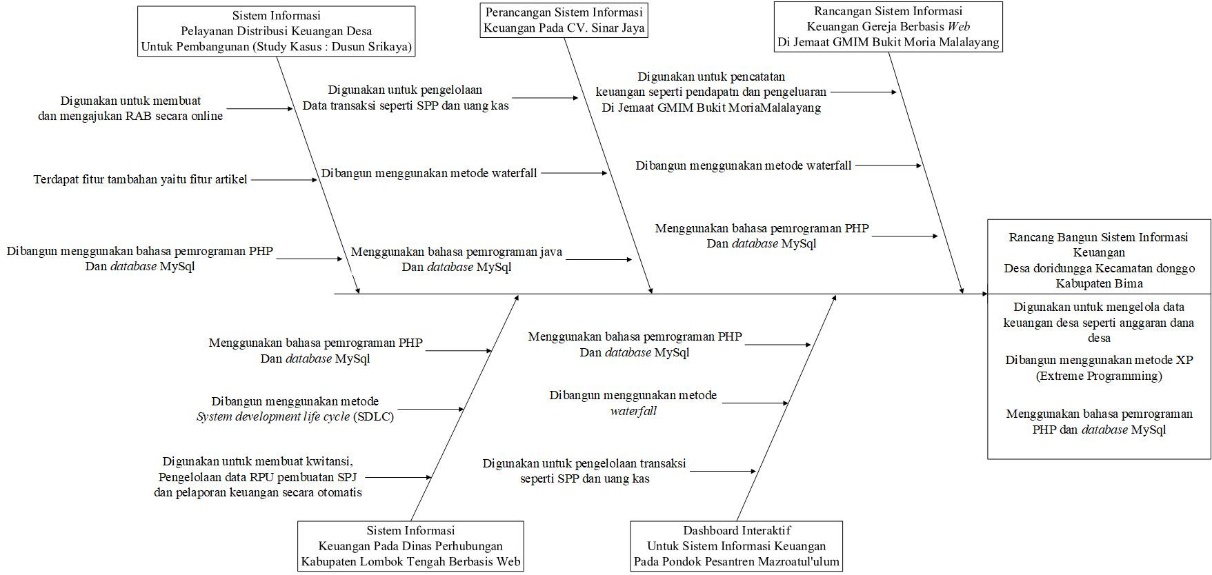 Sistem Informasi
Pelayanan Distribusi Keuangan Desa
Untuk Pembangunan (Study Kasus : Dusun Srikaya)
Digunakan untuk membuat
dan mengajukan RAB secara online
Terdapat fitur tambahan yaitu fitur artikel
Dibangun menggunakan bahasa pemrograman PHP
Dan database MySql
Perancangan Sistem Informasi
Keuangan Pada CV. Sinar Jaya
Digunakan untuk pengelolaan
Data transaksi seperti SPP dan uang kas
Dibangun menggunakan metode waterfall
Menggunakan bahasa pemrograman java
Dan database MySql
Rancangan Sistem Informasi
Keuangan Gereja Berbasis Web
Di Jemaat GMIM Bukit Moria Malalayang
Digunakan untuk pencatatan
keuangan seperti pendapatn dan pengeluaran
Di Jemaat GMIM Bukit MoriaMalalayang
Dibangun menggunakan metode waterfall
Menggunakan bahasa pemrograman PHP
Dan database MySql
Menggunakan bahasa pemrograman PHP
Dan database MySql
Dibangun menggunakan metode
System development life cycle (SDLC)
Digunakan untuk membuat kwitansi,
Pengelolaan data RPU pembuatan SPJ
dan pelaporan keuangan secara otomatis
Sistem Informasi
Keuangan Pada Dinas Perhubungan
Kabupaten Lombok Tengah Berbasis Web
Menggunakan bahasa pemrograman PHP
Dan database MySql
Dibangun menggunakan metode
waterfall
Digunakan untuk pengelolaan transaksi
seperti SPP dan uang kas
Dashboard Interaktif
Untuk Sistem Informasi Keuangan
Pada Pondok Pesantren Mazroatul'ulum
Rancang Bangun Sistem Informasi
Keuangan
Desa doridungga Kecamatan donggo
Kabupaten Bima
Digunakan untuk mengelola data
keuangan desa seperti anggaran dana
desa
Dibangun menggunakan metode XP
(Extreme Programming)
Menggunakan bahasa pemrograman
PHP dan database MySql